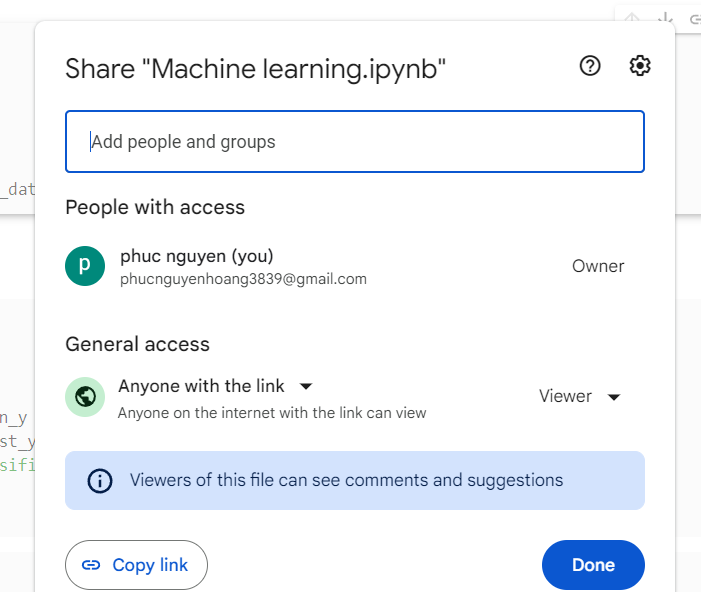 Share "Machine learning.ipynb"
Add people and groups
_dat
People with access
p
phuc nguyen (you)
phucnguyenhoang3839@gmail.com
Owner
General access
Anyone with the link
Viewer
Anyone on the internet with the link can view
n_y
st_y
sifi
Viewers of this file can see comments and suggestions
Copy link
Done